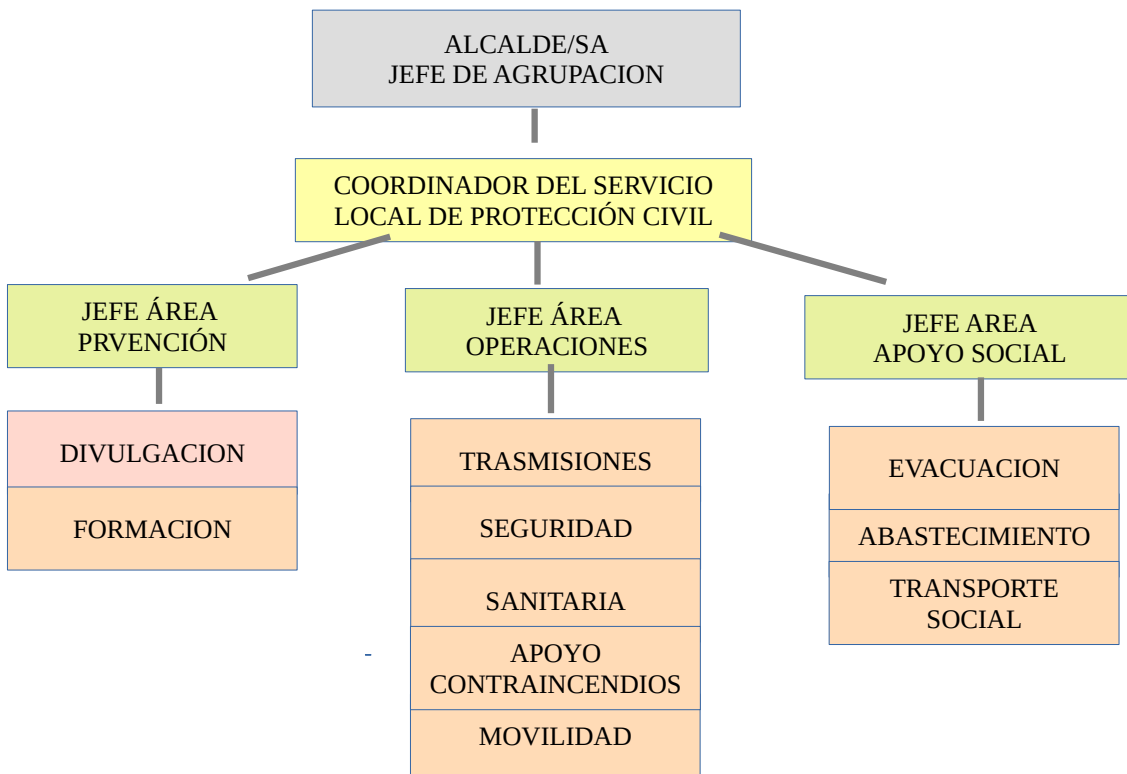 ALCALDE/SA
JEFE DE AGRUPACION
COORDINADOR DEL SERVICIO
LOCAL DE PROTECCIÓN CIVIL
JEFE ÁREA
PRVENCIÓN
JEFE ÁREA
OPERACIONES
JEFE AREA
APOYO SOCIAL
DIVULGACION
FORMACION
TRASMISIONES
SEGURIDAD
SANITARIA
APOYO
CONTRAINCENDIOS
MOVILIDAD
EVACUACION
ABASTECIMIENTO
TRANSPORTE
SOCIAL